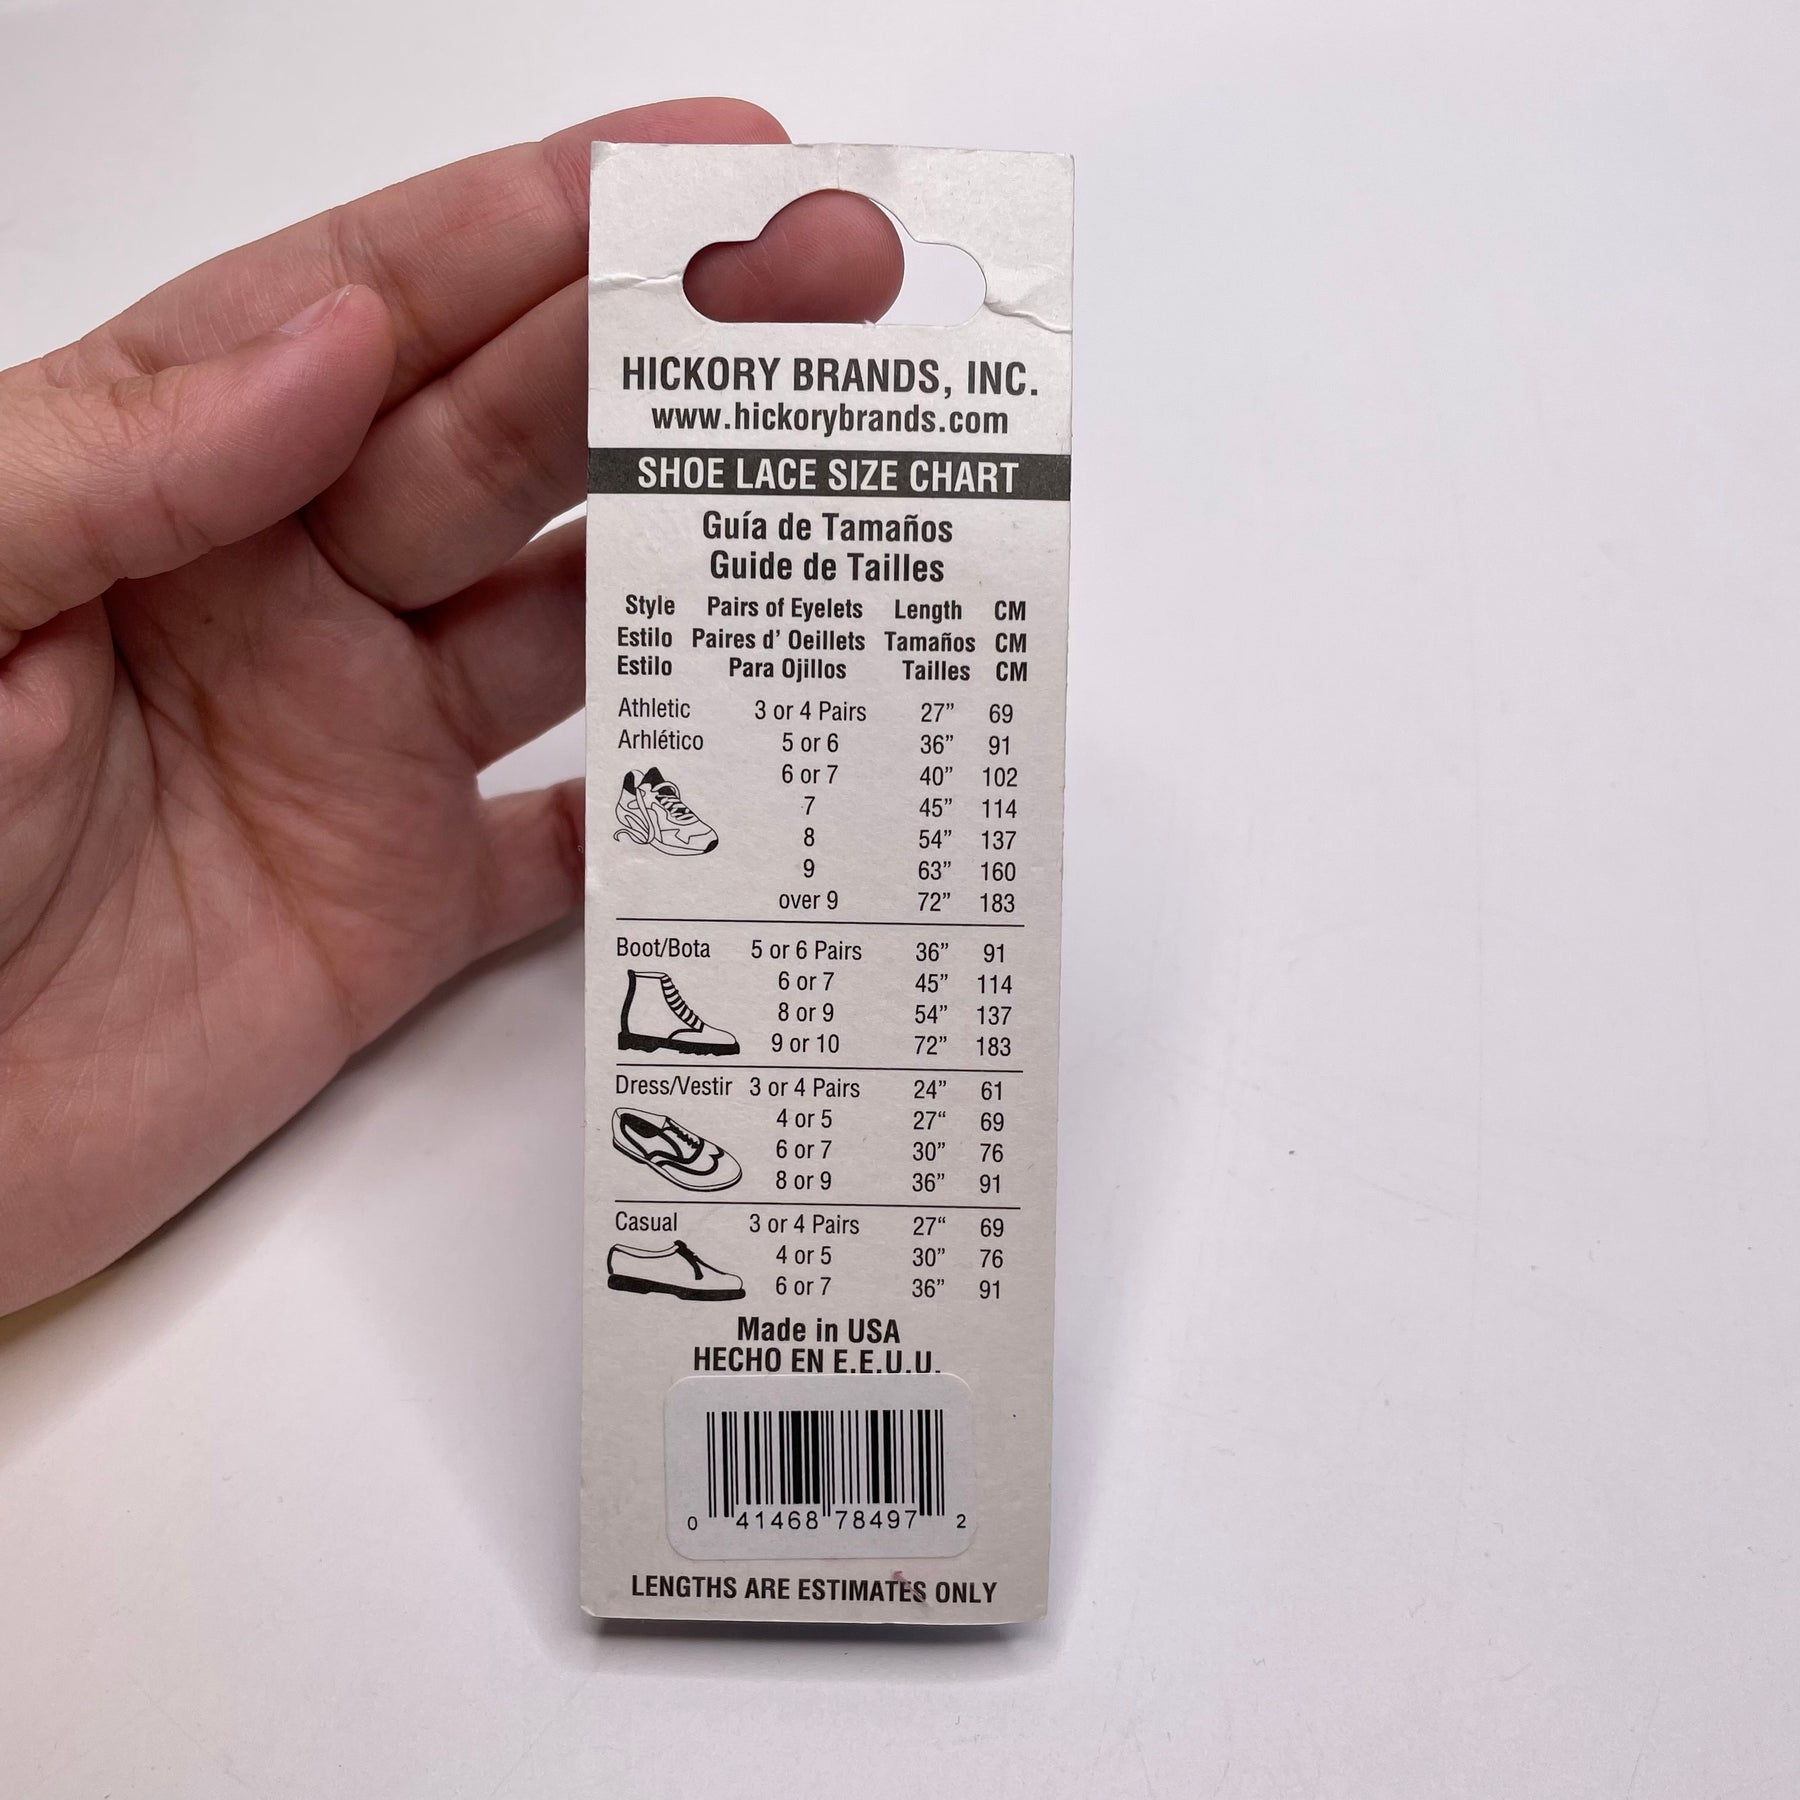 HICKORY BRANDS, INC.
www.hickorybrands.com
SHOE LACE SIZE CHART
Guía de Tamaños
Guide de Tailles
Style Pairs of Eyelets Length CM
Estilo Paires d' Oeillets Tamaños CM
Estilo Para Ojillos Tailles CM
Athletic 3 or 4 Pairs 27” 69
Arhlético 5 or 6 36” 91
6 or 7 40” 102
7 45” 114
8 54” 137
9 63” 160
over 9 72” 183
Boot/Bota 5 or 6 Pairs 36” 91
6 or 7 45” 114
8 or 9 54” 137
9 or 10 72” 183
Dress/Vestir 3 or 4 Pairs 24” 61
4 or 5 27“ 69
6 or 7 30” 76
8 or 9 36” 91
Casual 3 or 4 Pairs 27“ 69
4 or 5 30” 76
6 or 7 36” 91
Made in USA
HECHO EN E.E.U.U.
0 41468 78497 2
LENGTHS ARE ESTIMATES ONLY